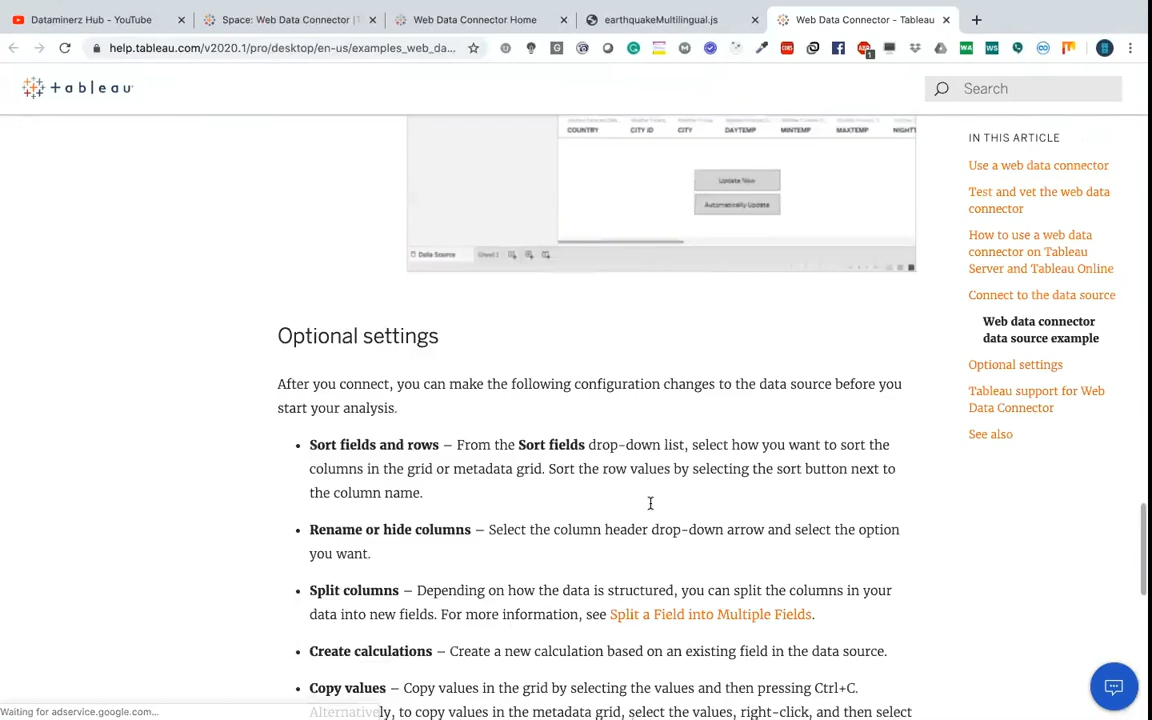 Dataminerz Hub - YouTube
Space: Web Data Connector |
Web Data Connector Home
earthquakeMultilingual.js
Web Data Connector - Tableau
help.tableau.com/v2020.1/pro/desktop/en-us/examples_web_da...
+ableau
Search
COUNTRY CITY ID CITY DAYTEMP MINTEMP MAXTEMP NIGHT
Update Now
Automatically Update
Data Source Sheet 1
IN THIS ARTICLE
Use a web data connector
Test and vet the web data
connector
How to use a web data
connector on Tableau
Server and Tableau Online
Connect to the data source
Web data connector
data source example
Optional settings
Tableau support for Web
Data Connector
See also
Optional settings
After you connect, you can make the following configuration changes to the data source before you
start your analysis.
• Sort fields and rows – From the Sort fields drop-down list, select how you want to sort the
columns in the grid or metadata grid. Sort the row values by selecting the sort button next to
the column name.
• Rename or hide columns – Select the column header drop-down arrow and select the option
you want.
• Split columns – Depending on how the data is structured, you can split the columns in your
data into new fields. For more information, see Split a Field into Multiple Fields.
• Create calculations – Create a new calculation based on an existing field in the data source.
• Copy values – Copy values in the grid by selecting the values and then pressing Ctrl+C.
Alternatively, to copy values in the metadata grid, select the values, right-click, and then select
Waiting for adservice.google.com...